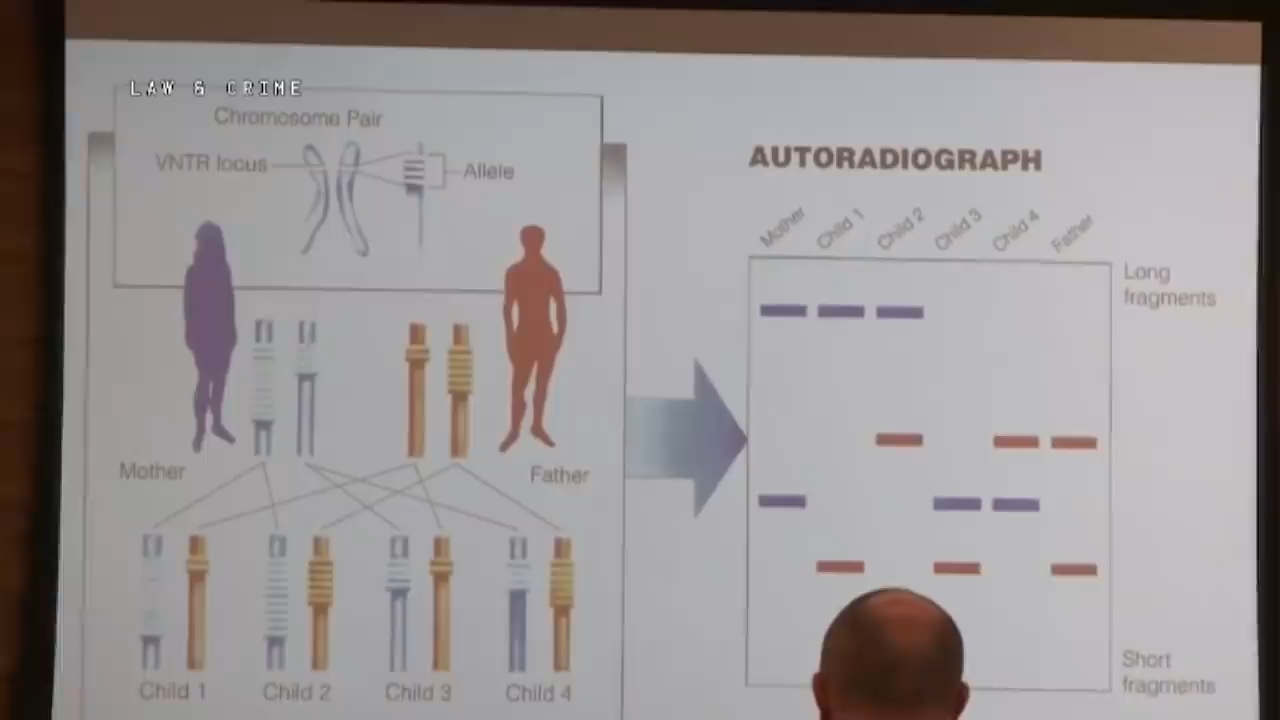 LAW & CRIME
Chromosome Pair
VNTR locus
Allele
Mother
Father
Child 1
Child 2
Child 3
Child 4
AUTORADIOGRAPH
Mother
Child 1
Child 2
Child 3
Child 4
Father
Long
fragments
Short
fragments